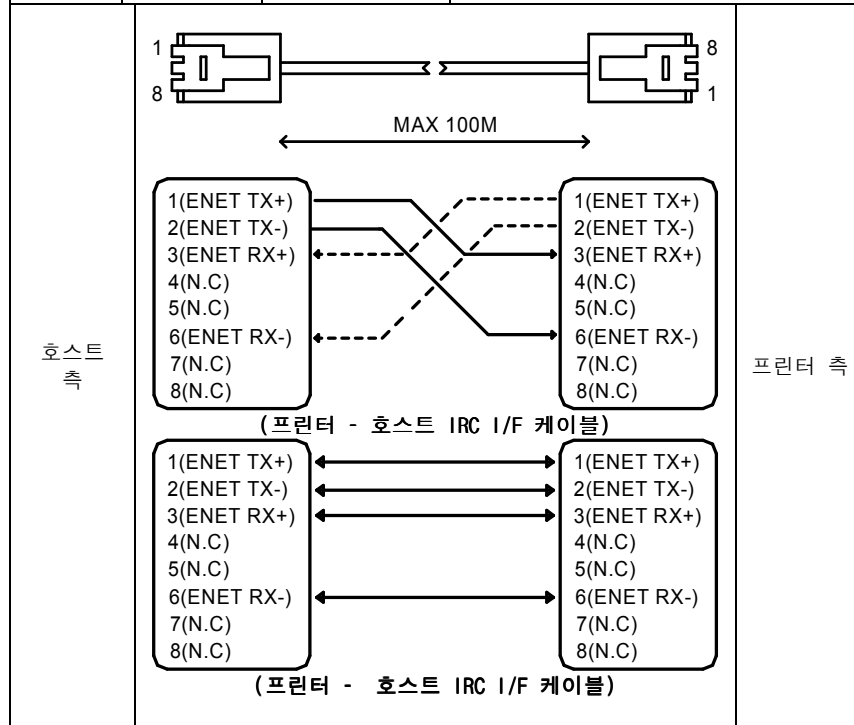 1 8
8 1
MAX 100M
1(ENET TX+) 1(ENET TX+)
2(ENET TX-) 2(ENET TX-)
3(ENET RX+) 3(ENET RX+)
4(N.C) 4(N.C)
5(N.C) 5(N.C)
6(ENET RX-) 6(ENET RX-)
7(N.C) 7(N.C)
8(N.C) 8(N.C)
호스트
측
프린터 측
(프린터 - 호스트 IRC I/F 케이블)
1(ENET TX+) 1(ENET TX+)
2(ENET TX-) 2(ENET TX-)
3(ENET RX+) 3(ENET RX+)
4(N.C) 4(N.C)
5(N.C) 5(N.C)
6(ENET RX-) 6(ENET RX-)
7(N.C) 7(N.C)
8(N.C) 8(N.C)
(프린터 - 호스트 IRC I/F 케이블)